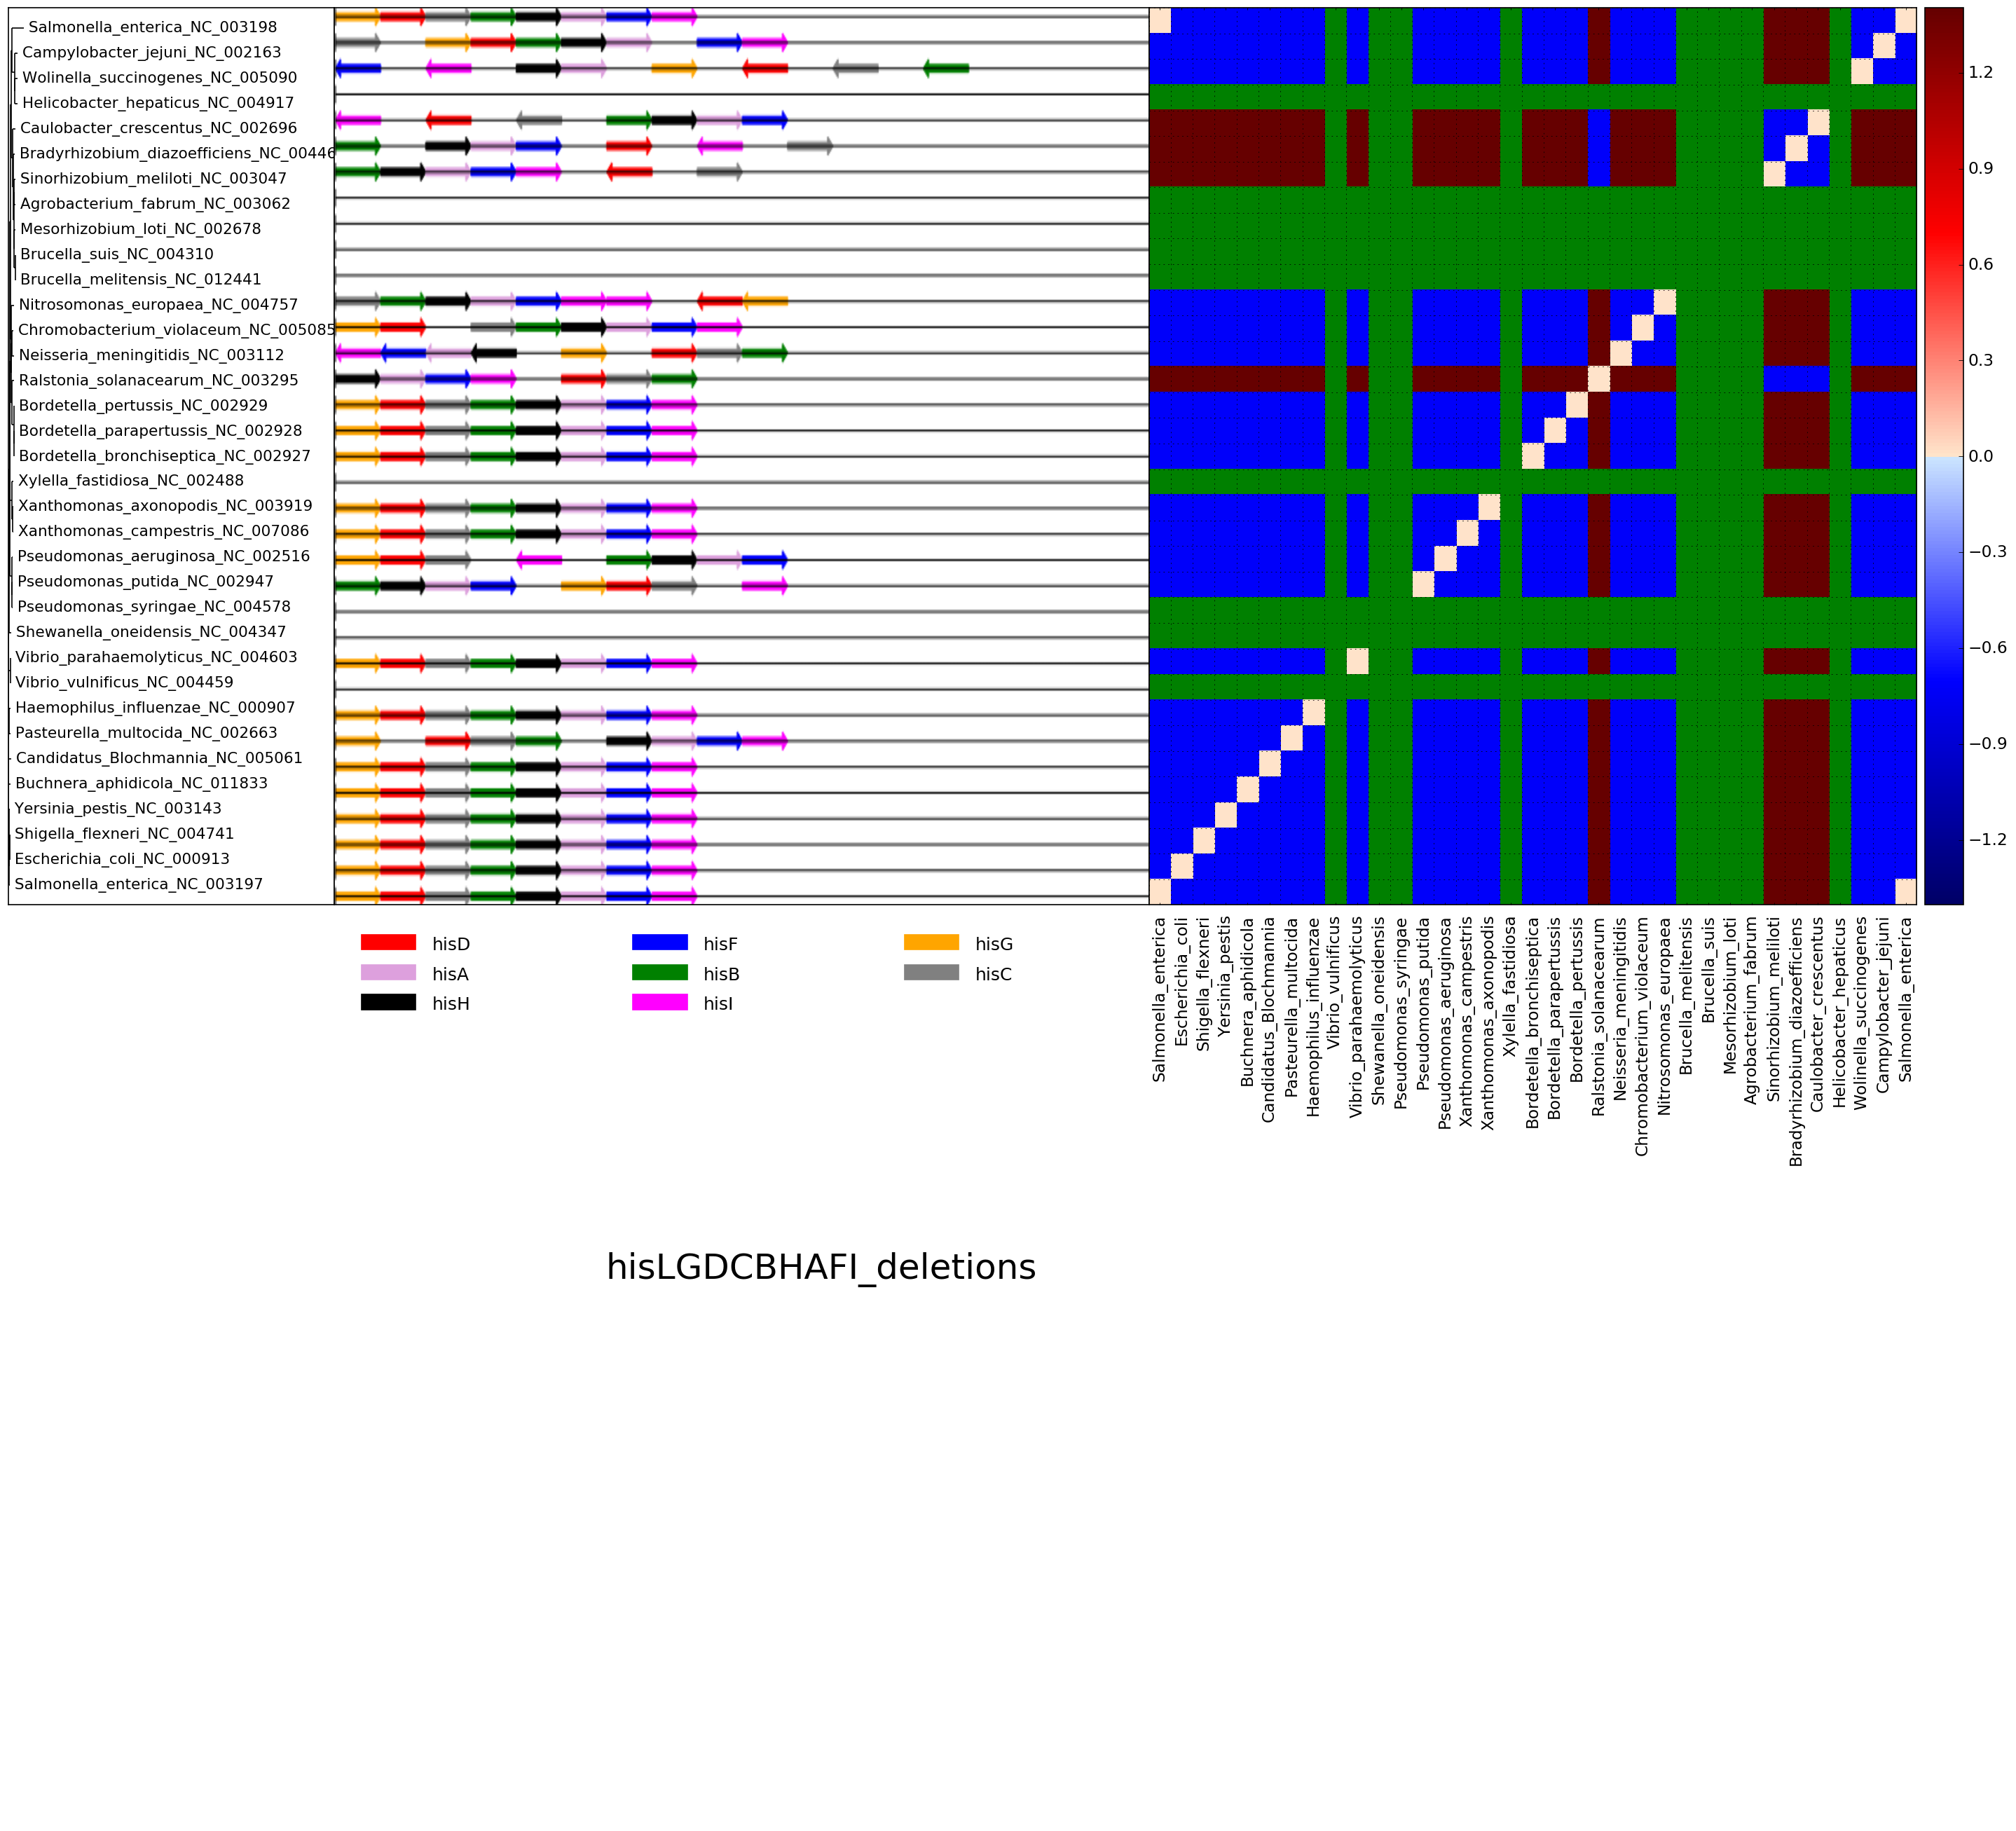 Salmonella_enterica_NC_003198
Campylobacter_jejuni_NC_002163
Wolinella_succinogenes_NC_005090
Helicobacter_hepaticus_NC_004917
Caulobacter_crescentus_NC_002696
Bradyrhizobium_diazoefficiens_NC_00446
Sinorhizobium_meliloti_NC_003047
Agrobacterium_fabrum_NC_003062
Mesorhizobium_loti_NC_002678
Brucella_suis_NC_004310
Brucella_melitensis_NC_012441
Nitrosomonas_europaea_NC_004757
Chromobacterium_violaceum_NC_005085
Neisseria_meningitidis_NC_003112
Ralstonia_solanacearum_NC_003295
Bordetella_pertussis_NC_002929
Bordetella_parapertussis_NC_002928
Bordetella_bronchiseptica_NC_002927
Xylella_fastidiosa_NC_002488
Xanthomonas_axonopodis_NC_003919
Xanthomonas_campestris_NC_007086
Pseudomonas_aeruginosa_NC_002516
Pseudomonas_putida_NC_002947
Pseudomonas_syringae_NC_004578
Shewanella_oneidensis_NC_004347
Vibrio_parahaemolyticus_NC_004603
Vibrio_vulnificus_NC_004459
Haemophilus_influenzae_NC_000907
Pasteurella_multocida_NC_002663
Candidatus_Blochmannia_NC_005061
Buchnera_aphidicola_NC_011833
Yersinia_pestis_NC_003143
Shigella_flexneri_NC_004741
Escherichia_coli_NC_000913
Salmonella_enterica_NC_003197
1.2
0.9
0.6
0.3
0.0
−0.3
−0.6
−0.9
−1.2
Salmonella_enterica
Escherichia_coli
Shigella_flexneri
Yersinia_pestis
Buchnera_aphidicola
Candidatus_Blochmannia
Pasteurella_multocida
Haemophilus_influenzae
Vibrio_vulnificus
Vibrio_parahaemolyticus
Shewanella_oneidensis
Pseudomonas_syringae
Pseudomonas_putida
Pseudomonas_aeruginosa
Xanthomonas_campestris
Xanthomonas_axonopodis
Xylella_fastidiosa
Bordetella_bronchiseptica
Bordetella_parapertussis
Bordetella_pertussis
Ralstonia_solanacearum
Neisseria_meningitidis
Chromobacterium_violaceum
Nitrosomonas_europaea
Brucella_melitensis
Brucella_suis
Mesorhizobium_loti
Agrobacterium_fabrum
Sinorhizobium_meliloti
Bradyrhizobium_diazoefficiens
Caulobacter_crescentus
Helicobacter_hepaticus
Wolinella_succinogenes
Campylobacter_jejuni
Salmonella_enterica
hisD hisF hisG
hisA hisB hisC
hisH hisI
hisLGDCBHAFI_deletions